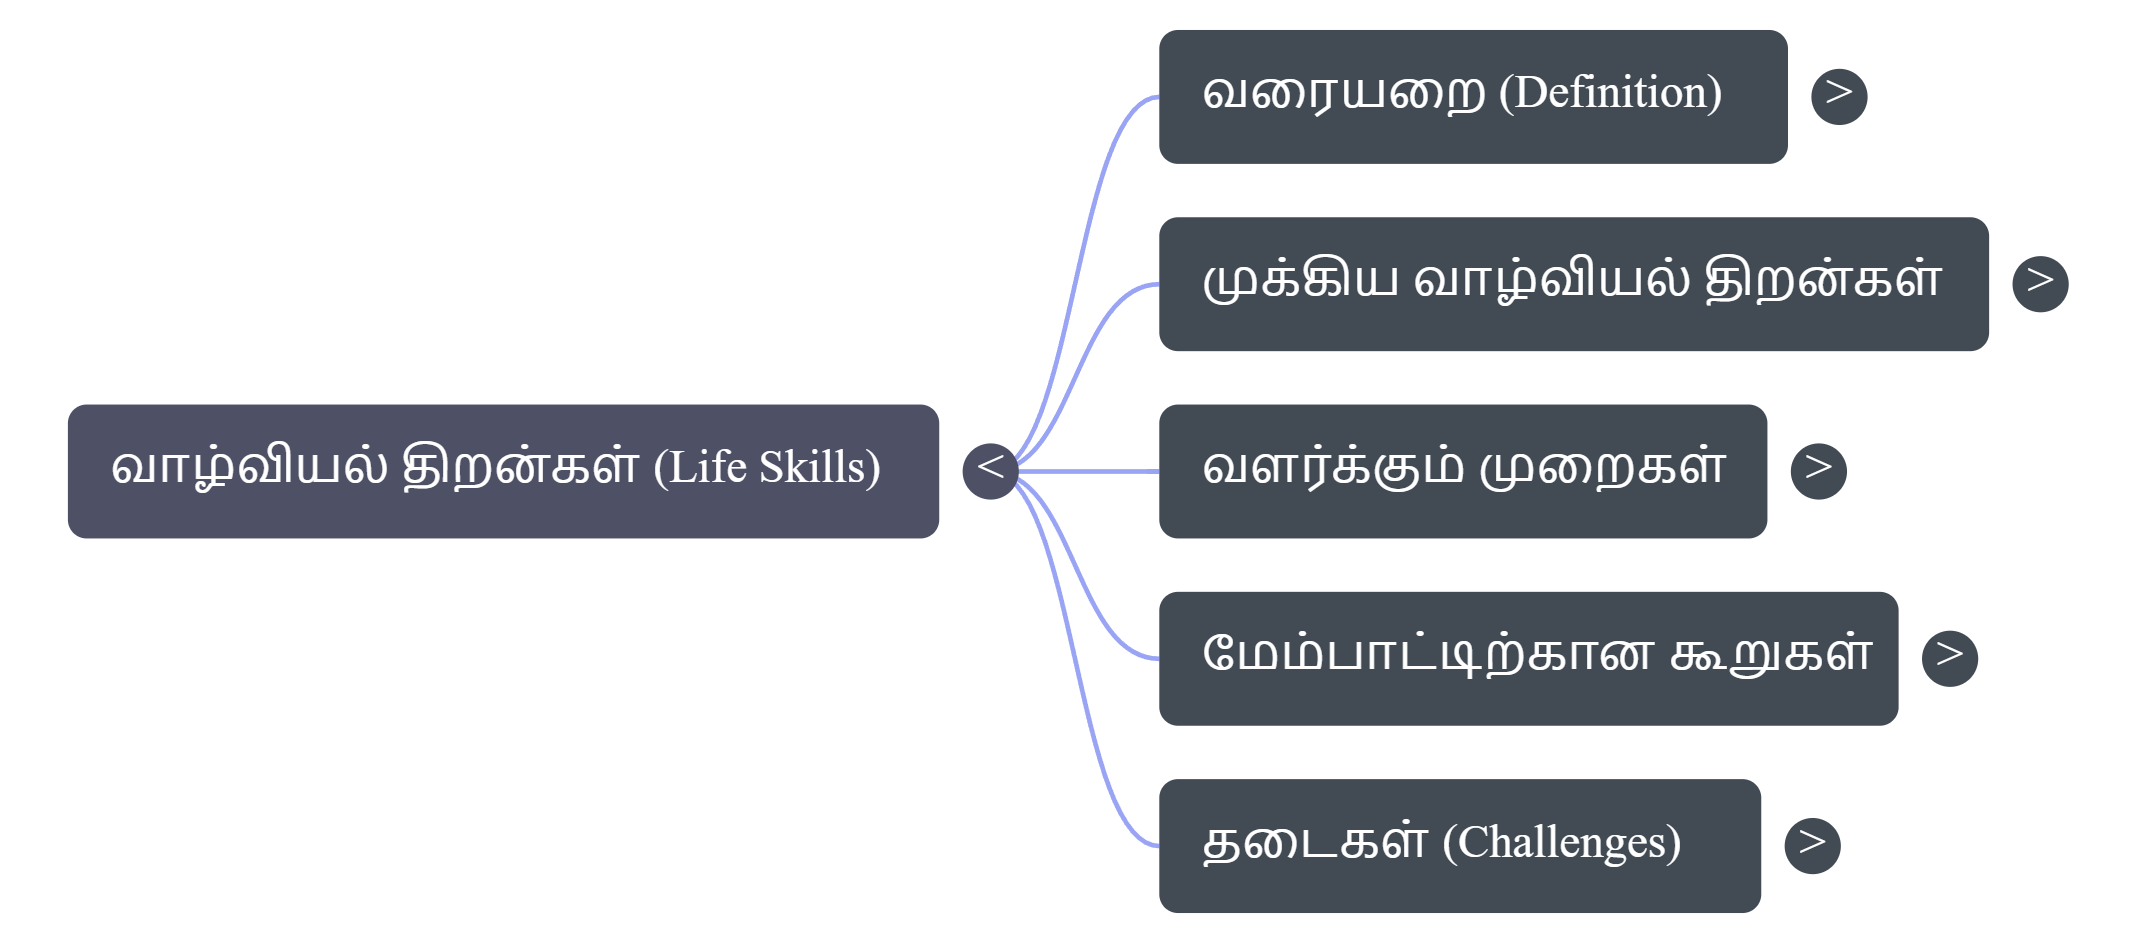 வரையறை (Definition) >
முக்கிய வாழ்வியல் திறன்கள் >
வாழ்வியல் திறன்கள் (Life Skills) <
வளர்க்கும் முறைகள் >
மேம்பாட்டிற்கான கூறுகள் >
தடைகள் (Challenges) >